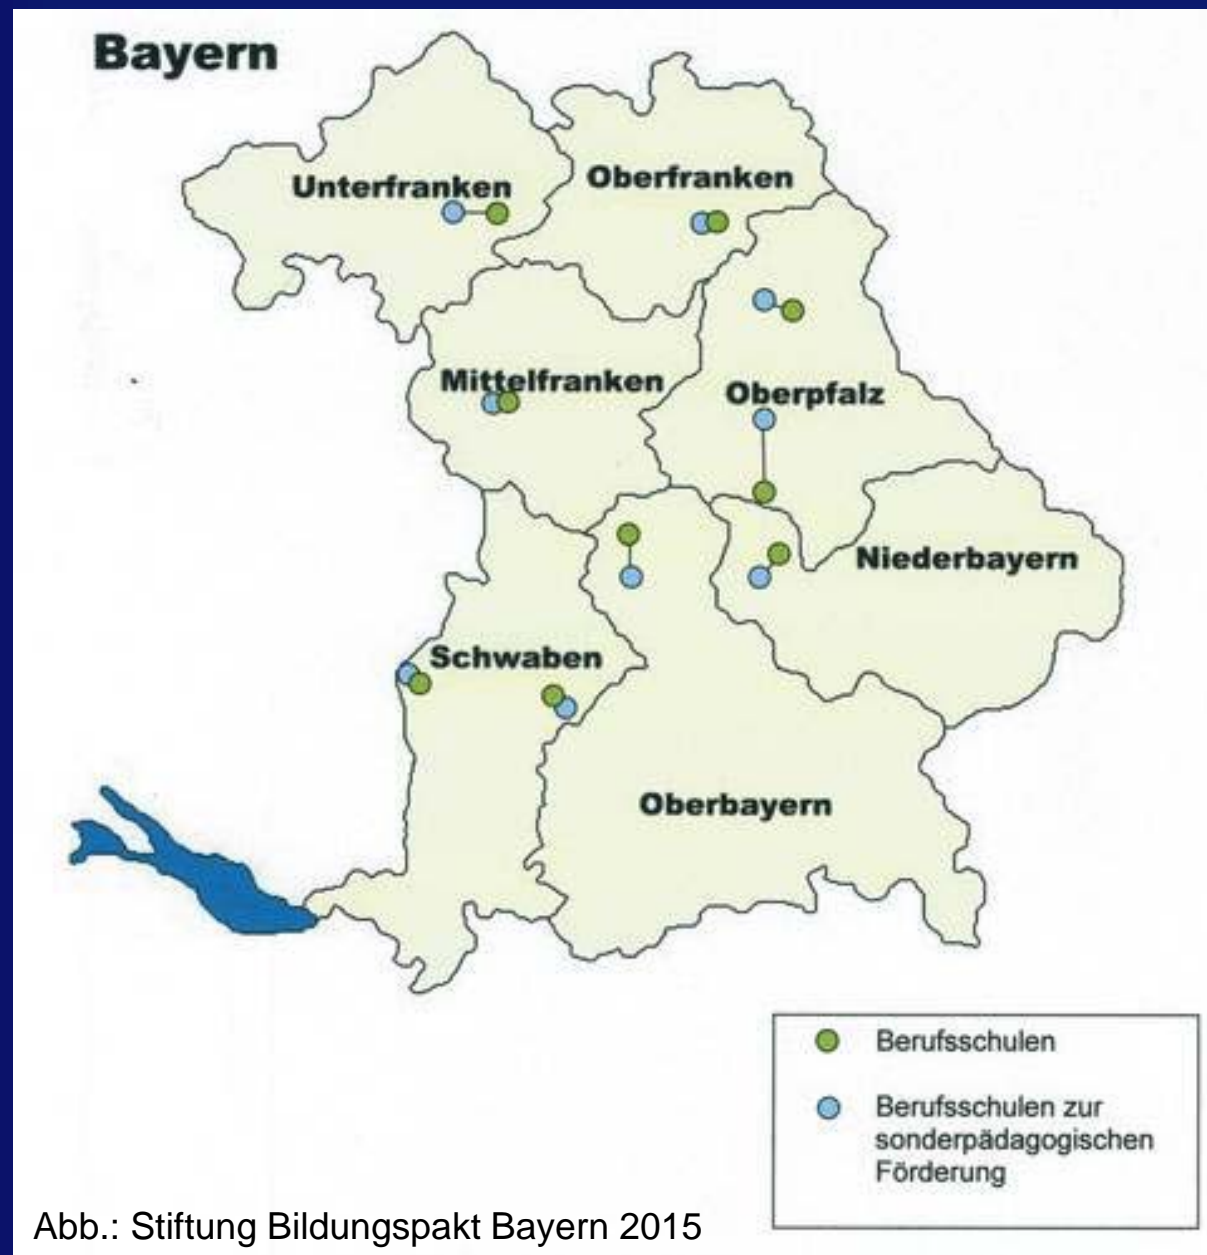 Bayern
Unterfranken
Oberfranken
Mittelfranken
Oberpfalz
Niederbayern
Schwaben
Oberbayern
Berufsschulen
Berufsschulen zur
sonderpädagogischen
Förderung
Abb.: Stiftung Bildungspakt Bayern 2015